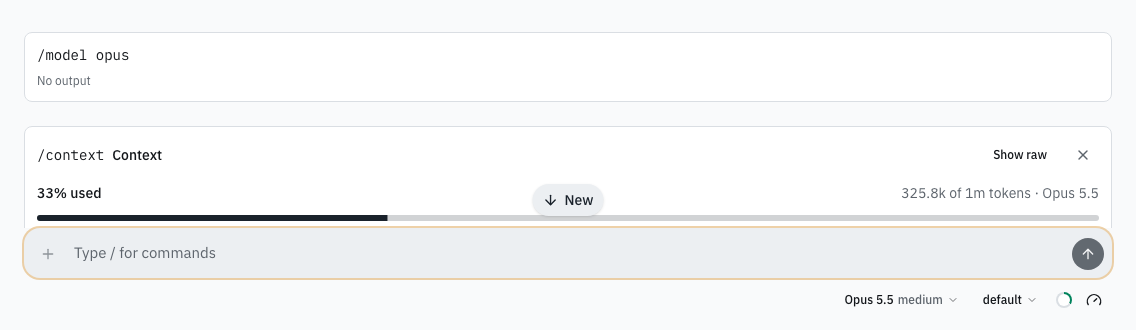 /model opus
No output
/context Context
Show raw
33% used
325.8k of 1m tokens · Opus 5.5
New
Type / for commands
Opus 5.5 medium
default